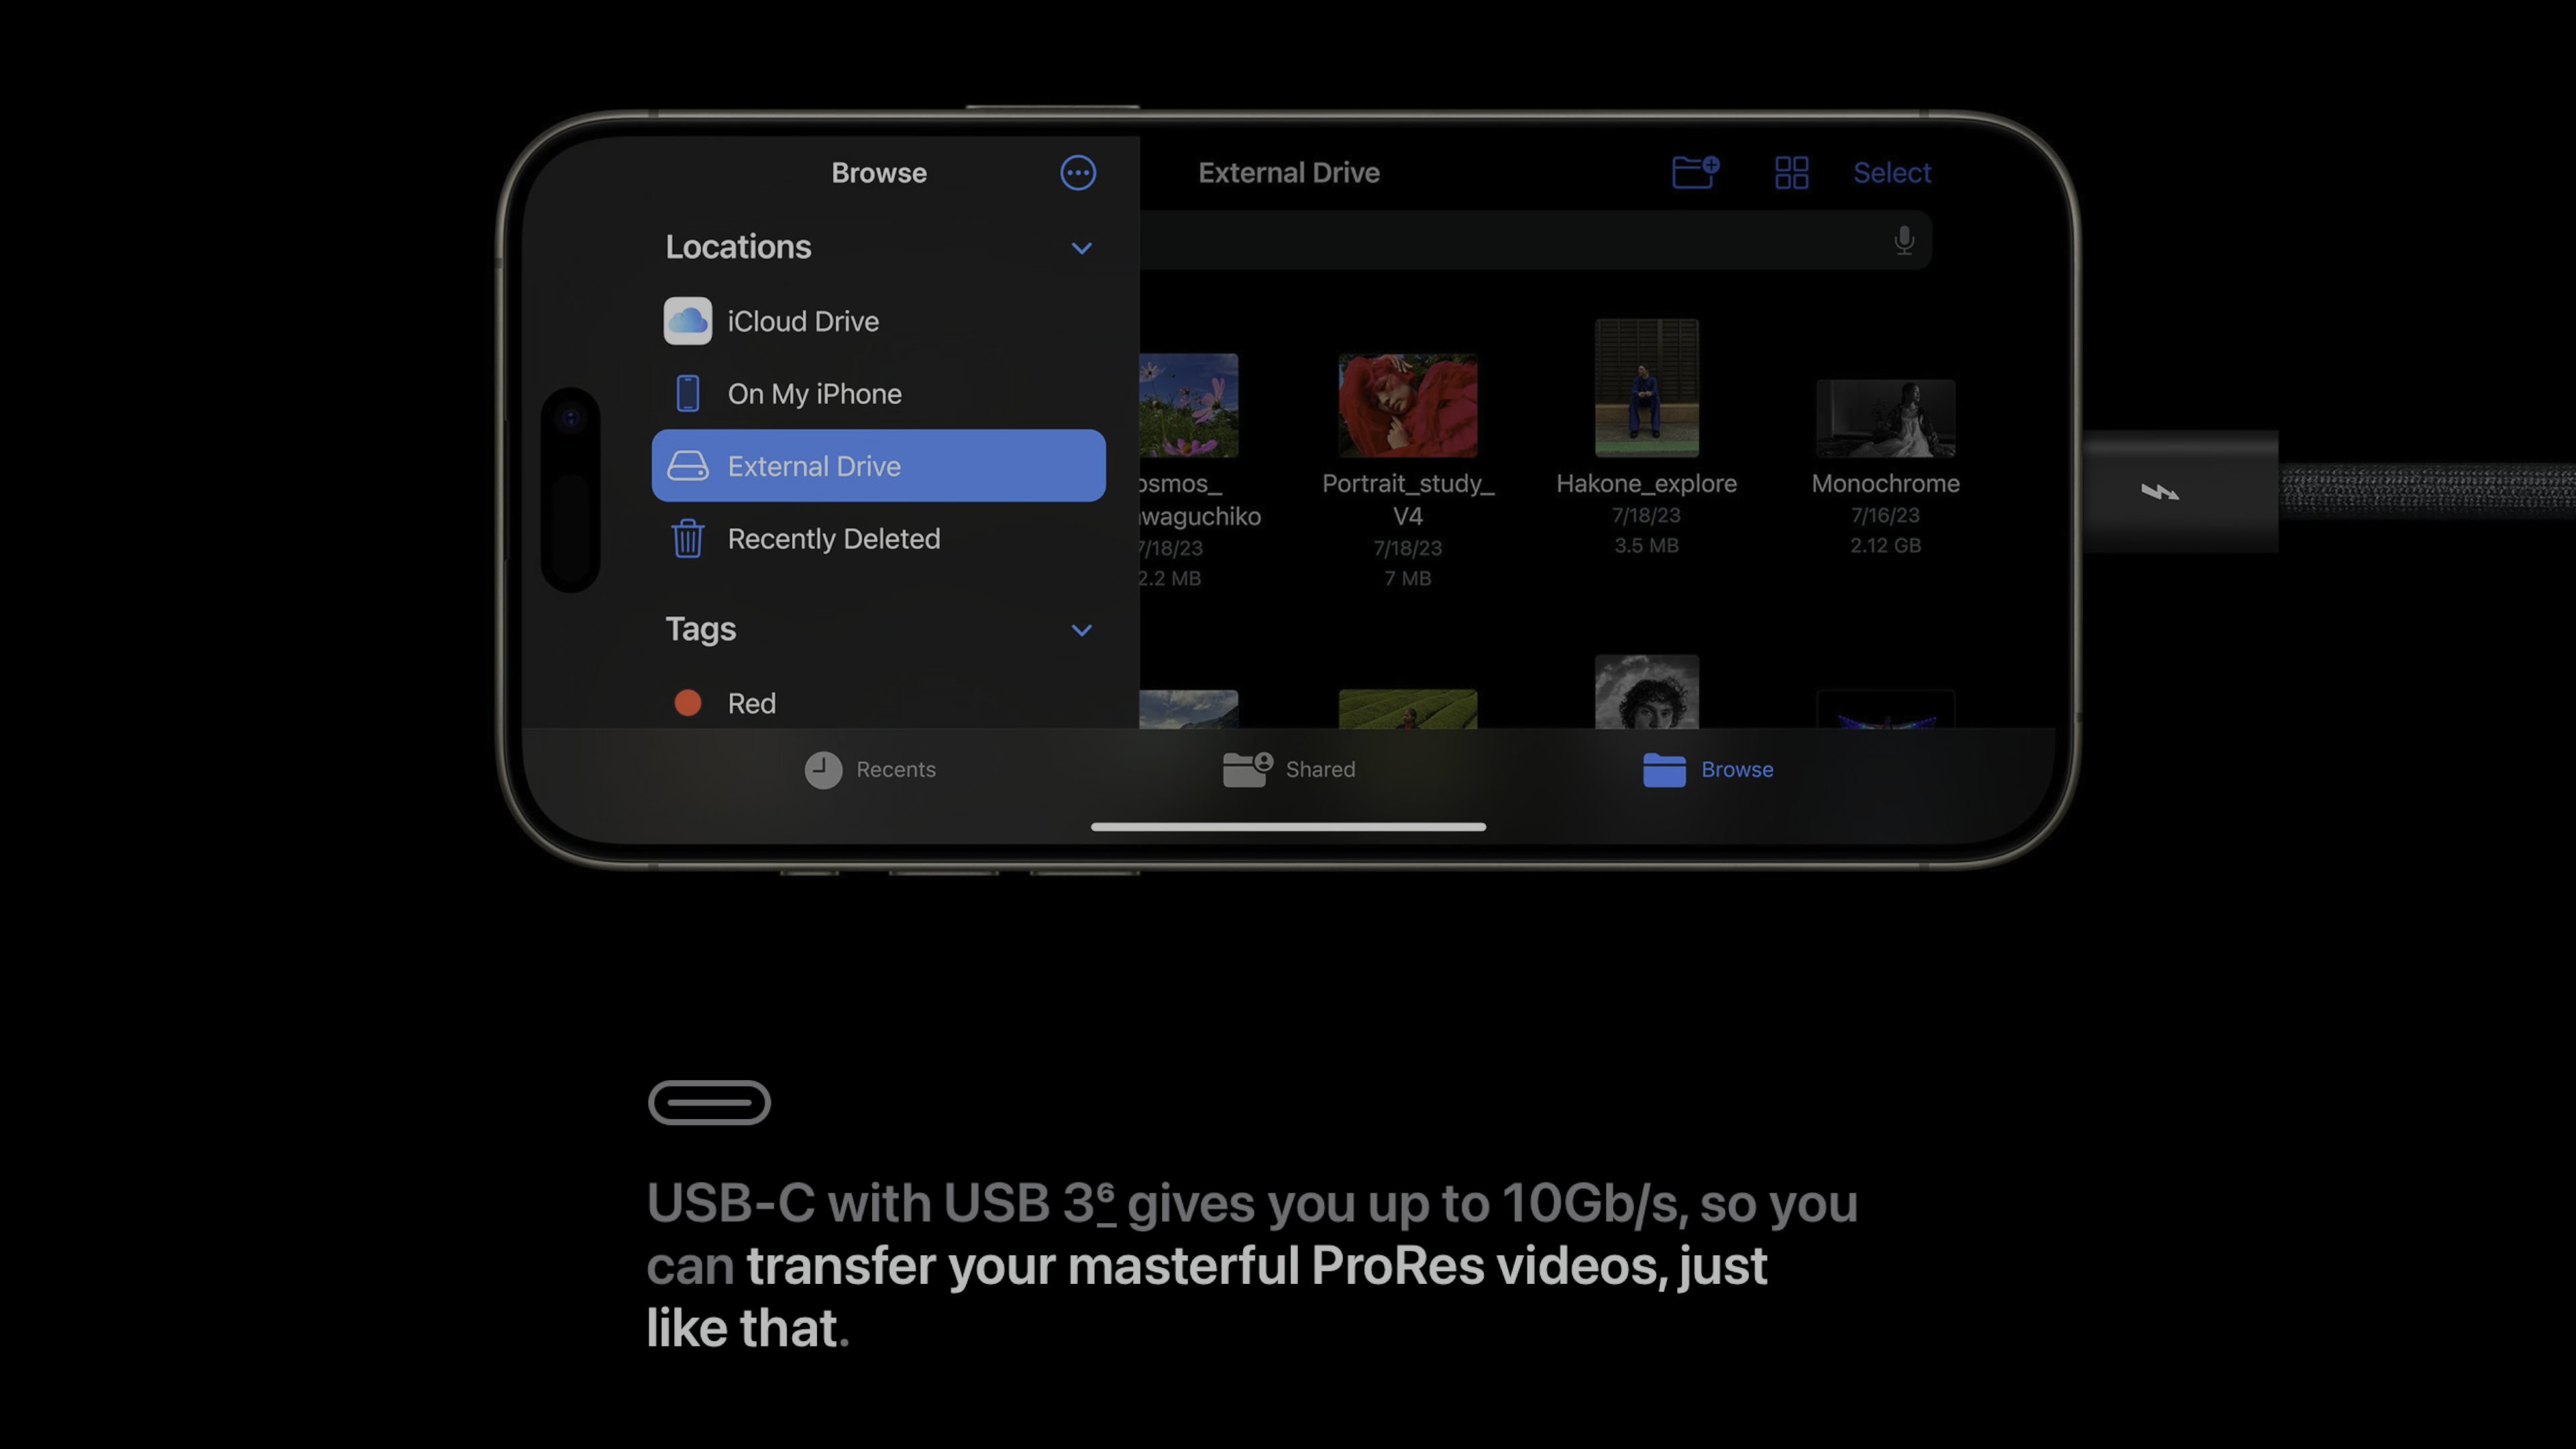 Browse
Locations
iCloud Drive
On My iPhone
External Drive
Recently Deleted
Tags
Red
External Drive
Select
osmos_
waguchiko
7/18/23
2.2 MB
Portrait_study_
V4
7/18/23
7 MB
Hakone_explore
7/18/23
3.5 MB
Monochrome
7/16/23
2.12 GB
Recents
Shared
Browse
USB-C with USB 3⁶ gives you up to 10Gb/s, so you
can transfer your masterful ProRes videos, just
like that.